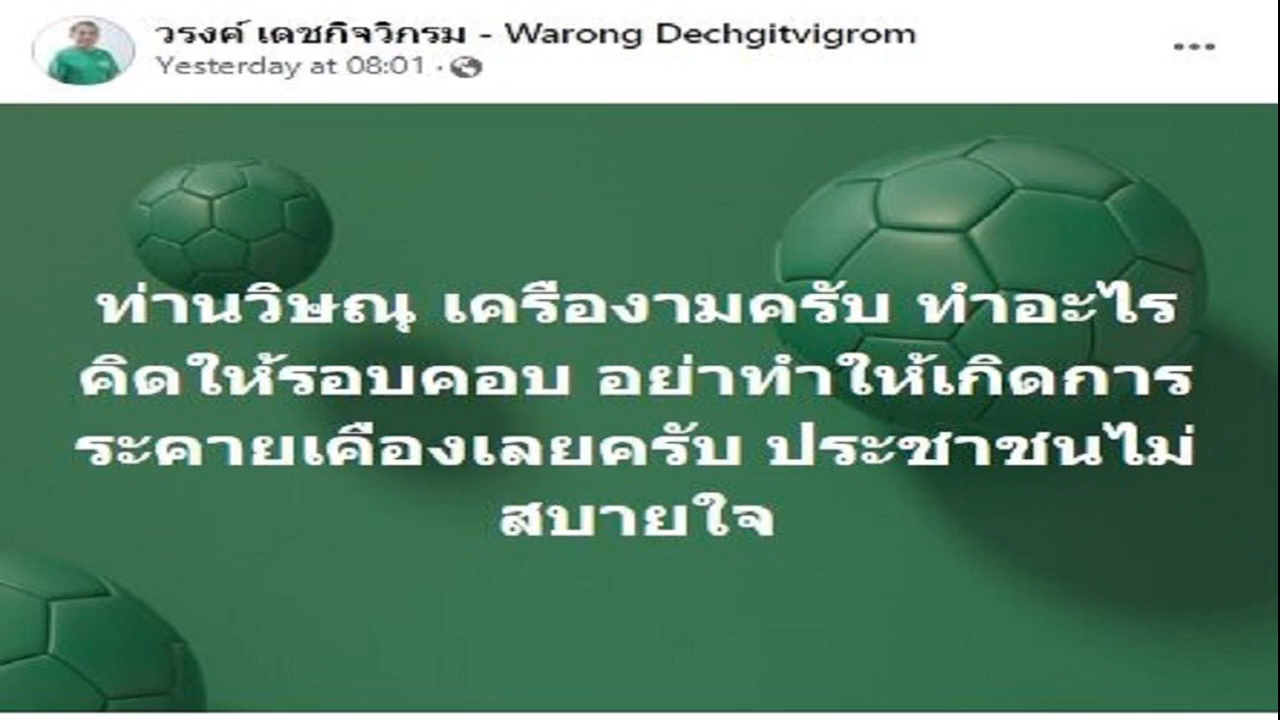 วรงค์ เดชกิจวิกรม - Warong Dechgitvigrom
Yesterday at 08:01 ·
ท่านวิษณุ เครืองามครับ ทำอะไร
คิดให้รอบคอบ อย่าทำให้เกิดการ
ระคายเคืองเลยครับ ประชาชนไม่
สบายใจ